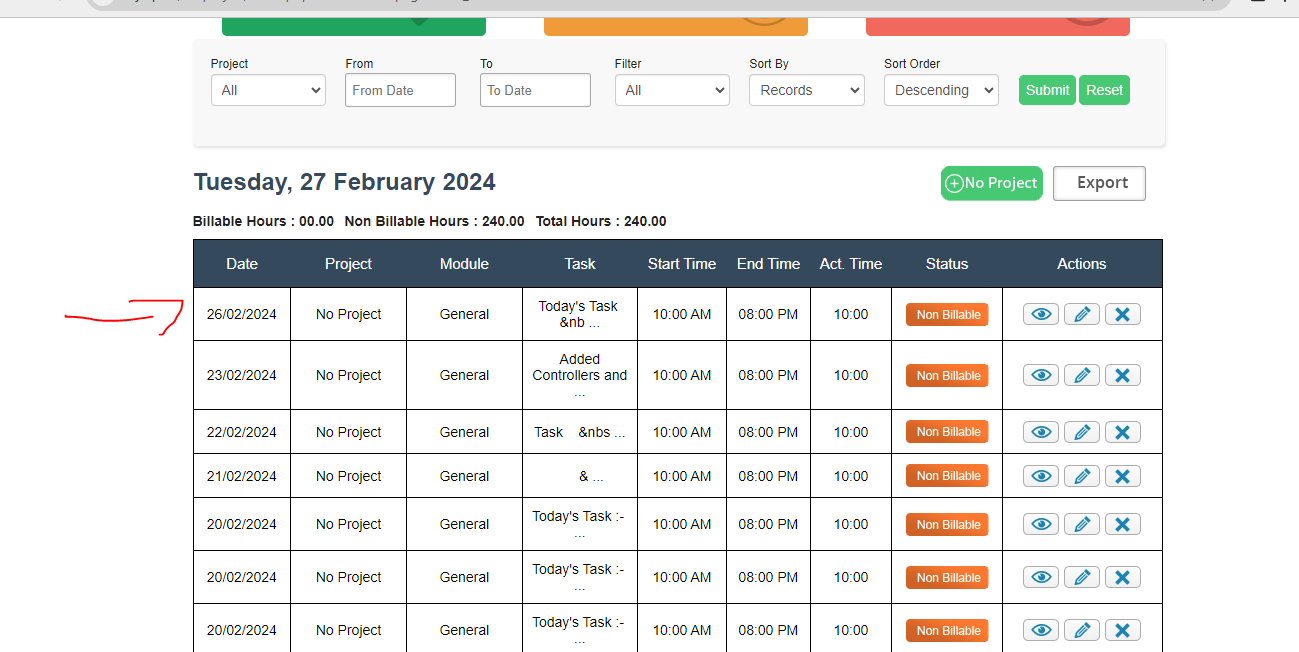 Project From To Filter Sort By Sort Order
All From Date To Date All Records Descending Submit Reset
Tuesday, 27 February 2024 No Project Export
Billable Hours : 00.00 Non Billable Hours : 240.00 Total Hours : 240.00
Date Project Module Task Start Time End Time Act. Time Status Actions
26/02/2024 No Project General Today's Task 10:00 AM 08:00 PM 10:00 Non Billable
&nb ...
23/02/2024 No Project General Added 10:00 AM 08:00 PM 10:00 Non Billable
Controllers and
...
22/02/2024 No Project General Task &nbs ... 10:00 AM 08:00 PM 10:00 Non Billable
21/02/2024 No Project General & ... 10:00 AM 08:00 PM 10:00 Non Billable
20/02/2024 No Project General Today's Task :- 10:00 AM 08:00 PM 10:00 Non Billable
...
20/02/2024 No Project General Today's Task :- 10:00 AM 08:00 PM 10:00 Non Billable
...
20/02/2024 No Project General Today's Task :- 10:00 AM 08:00 PM 10:00 Non Billable
...